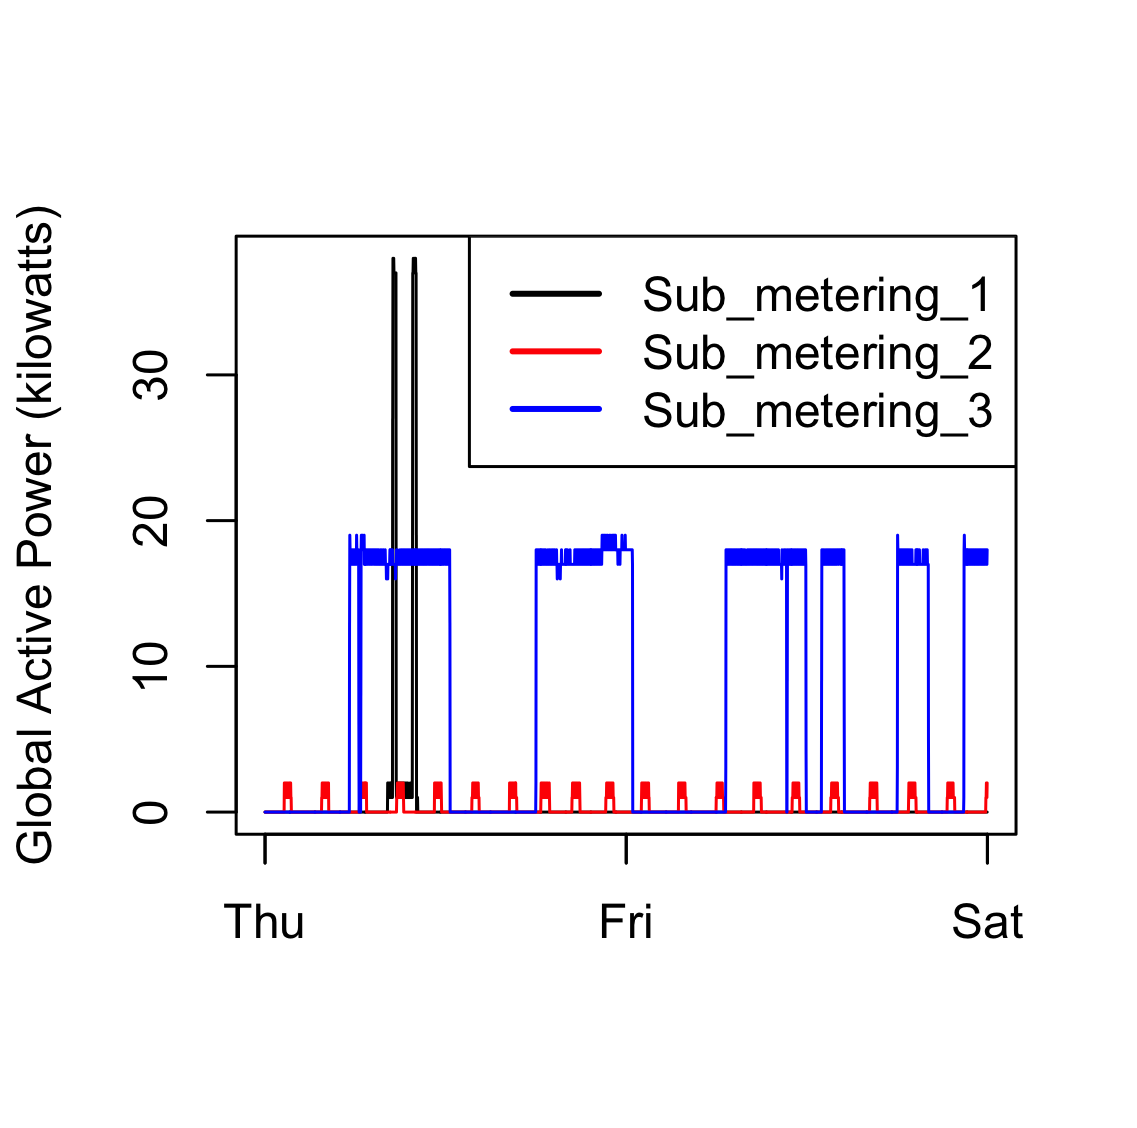 Global Active Power (kilowatts)
30
20
10
0
Sub_metering_1
Sub_metering_2
Sub_metering_3
Thu Fri Sat